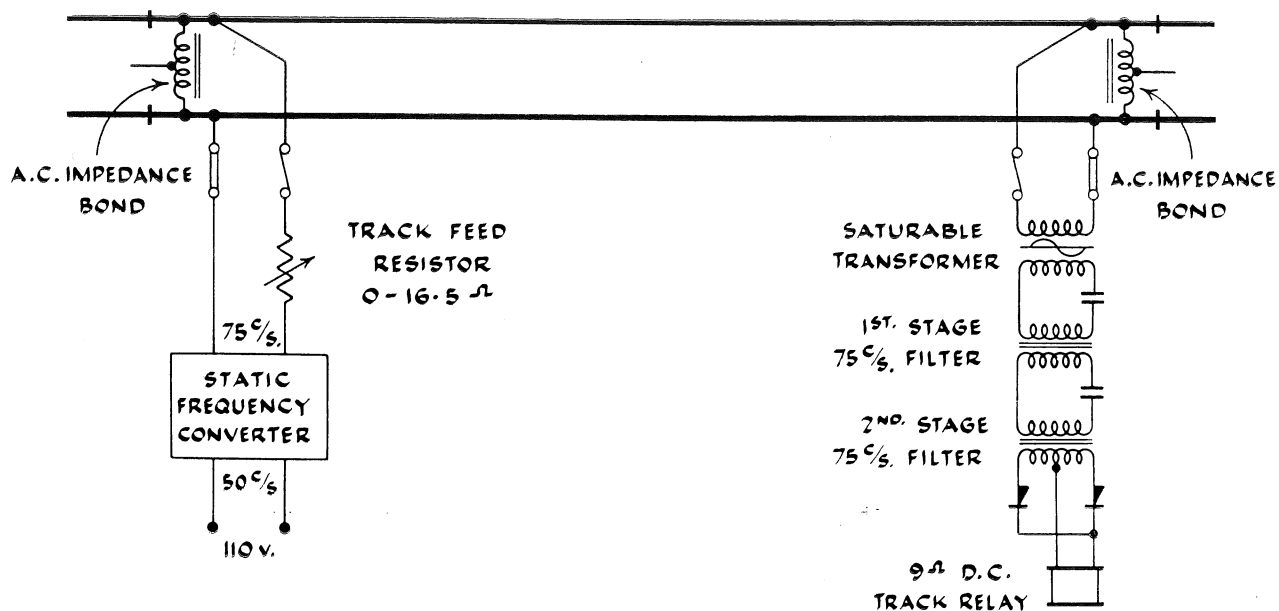 A.C. IMPEDANCE
BOND
TRACK FEED
RESISTOR
0-16.5 Ω
75 C/S.
STATIC
FREQUENCY
CONVERTER
50 C/S
110 V.
A.C. IMPEDANCE
BOND
SATURABLE
TRANSFORMER
1ST. STAGE
75 C/S. FILTER
2ND. STAGE
75 C/S. FILTER
9 Ω D.C.
TRACK RELAY